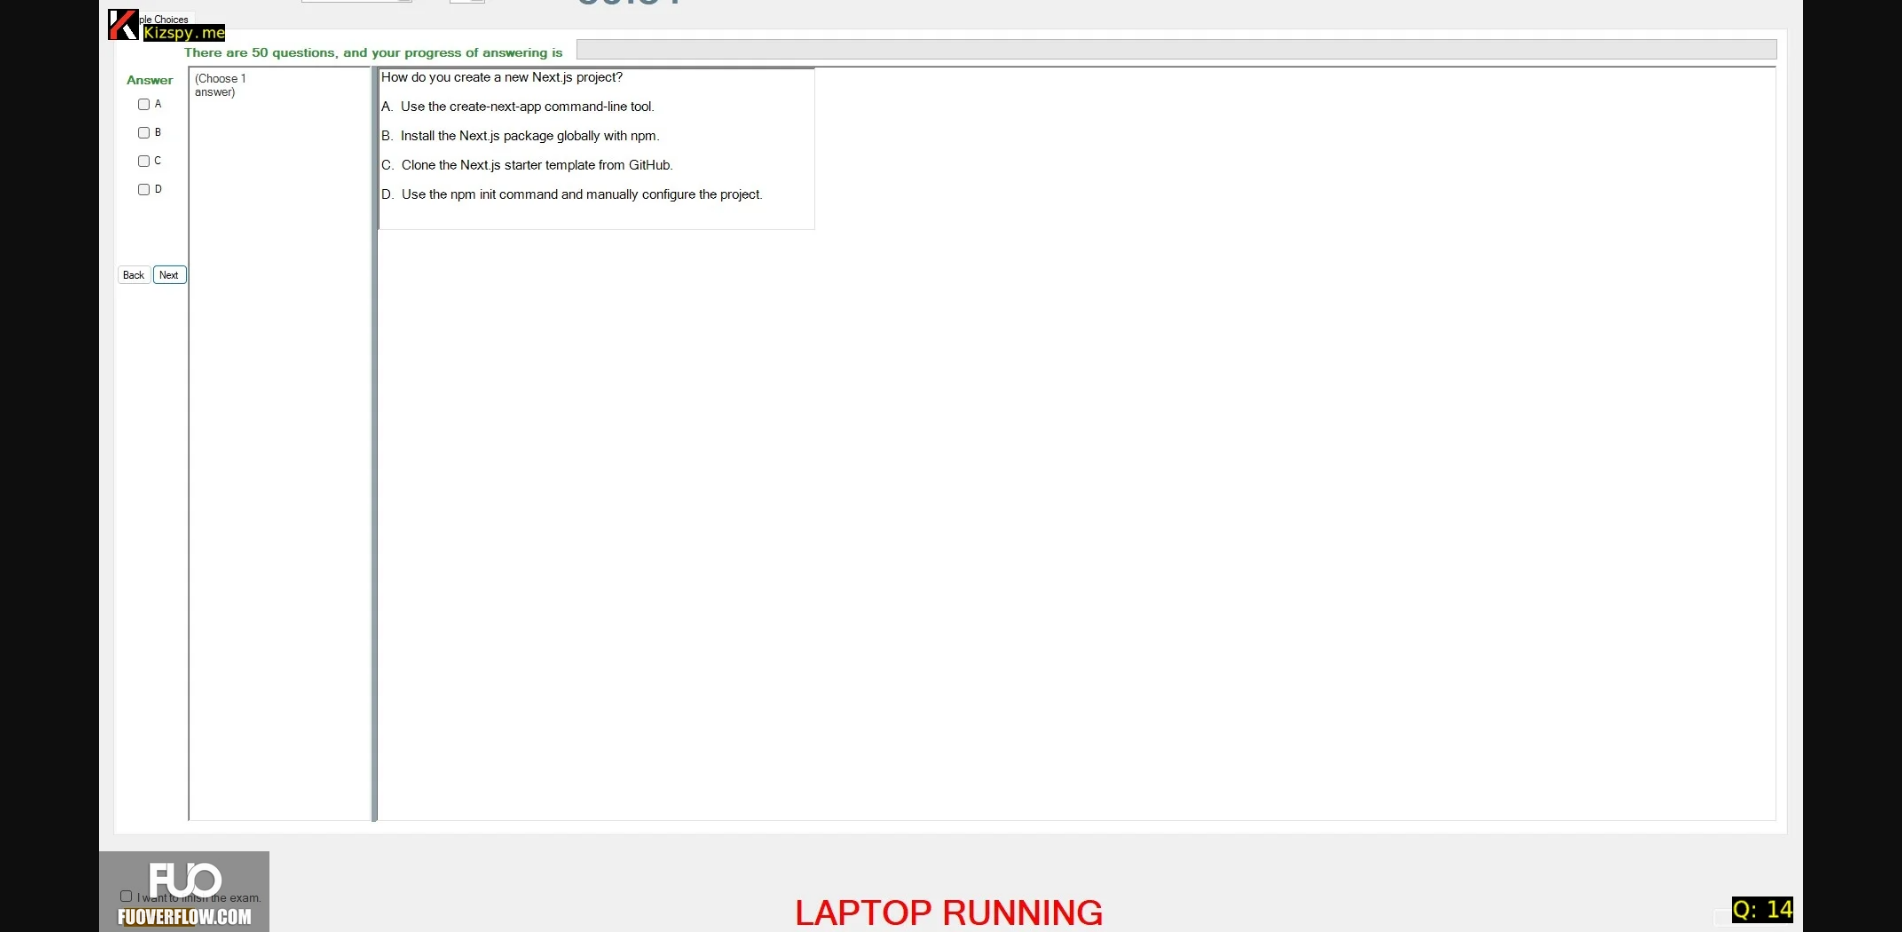 ple Choices
Kizspy.me
There are 50 questions, and your progress of answering is
Answer
(Choose 1
answer)
A
B
C
D
Back
Next
How do you create a new Next.js project?
A. Use the create-next-app command-line tool.
B. Install the Next.js package globally with npm.
C. Clone the Next.js starter template from GitHub.
D. Use the npm init command and manually configure the project.
FUO
I want to finish the exam.
FUOVERFLOW.COM
LAPTOP RUNNING
Q: 14